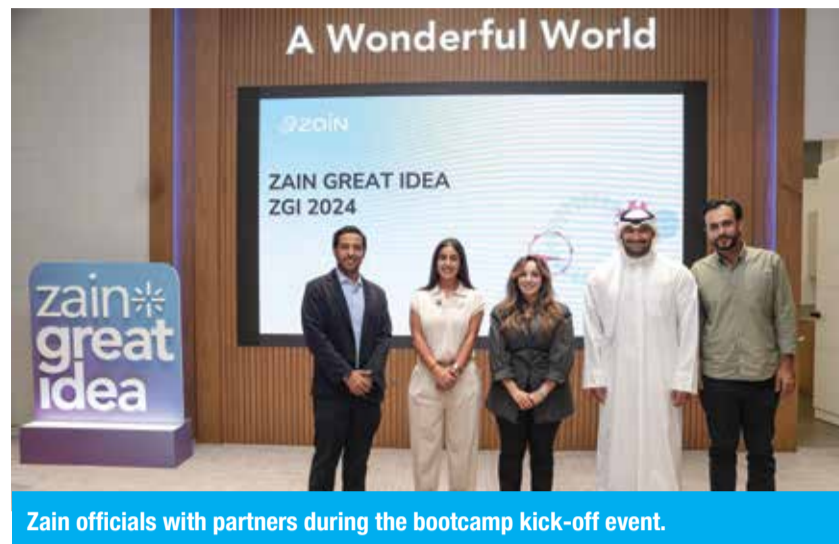 A Wonderful World
zain
ZAIN GREAT IDEA
ZGI 2024
zain
great
idea
Zain officials with partners during the bootcamp kick-off event.